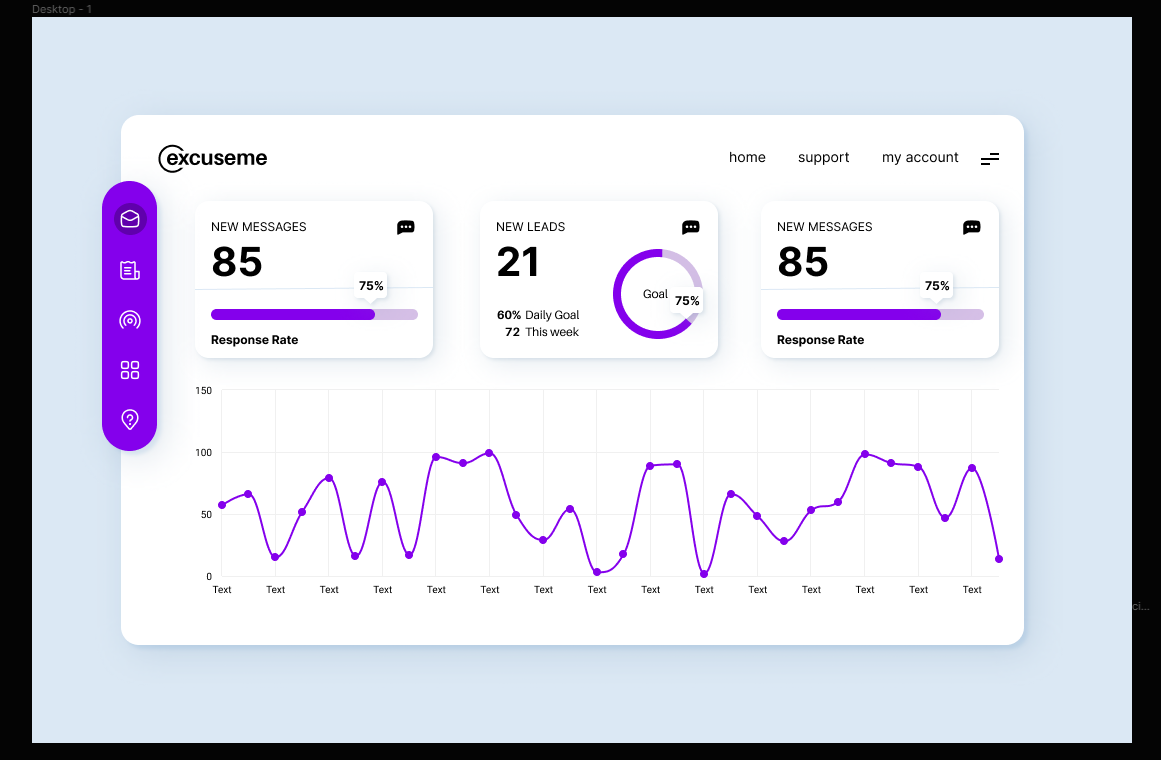 Desktop - 1
excuseme
home support my account
NEW MESSAGES
85
75%
Response Rate
NEW LEADS
21
Goal
75%
60% Daily Goal
72 This week
NEW MESSAGES
85
75%
Response Rate
150
100
50
0
Text Text Text Text Text Text Text Text Text Text Text Text Text Text Text
ci...